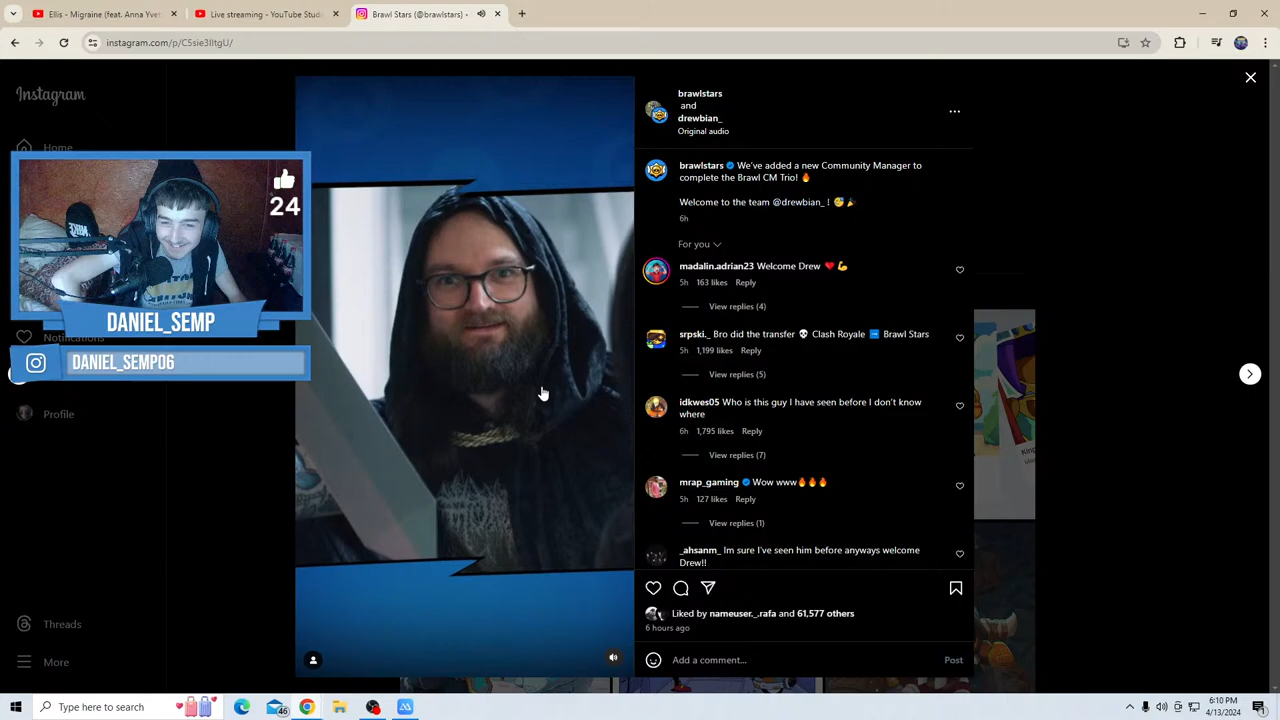 Ellis - Migraine (feat. Anna Yvet
Live streaming - YouTube Studi
Brawl Stars (@brawlstars) •
instagram.com/p/C5sie3IItgU/
Instagram
Home
24
DANIEL_SEMP
Notifications
DANIEL_SEMP06
Profile
Threads
More
brawlstars
and
drewbian_
Original audio
brawlstars We've added a new Community Manager to
complete the Brawl CM Trio! 🔥
Welcome to the team @drewbian_ ! 🥳 🎉
6h
For you
madalin.adrian23 Welcome Drew ❤️ 💪
5h 163 likes Reply
View replies (4)
srpski._ Bro did the transfer 💀 Clash Royale ➡️ Brawl Stars
5h 1,199 likes Reply
View replies (5)
idkwes05 Who is this guy I have seen before I don't know
where
6h 1,795 likes Reply
View replies (7)
mrap_gaming Wow www🔥🔥🔥
5h 127 likes Reply
View replies (1)
_ahsanm_ Im sure I've seen him before anyways welcome
Drew!!
Liked by nameuser._.rafa and 61,577 others
6 hours ago
Add a comment...
Post
Type here to search
46
6:10 PM
4/13/2024
1